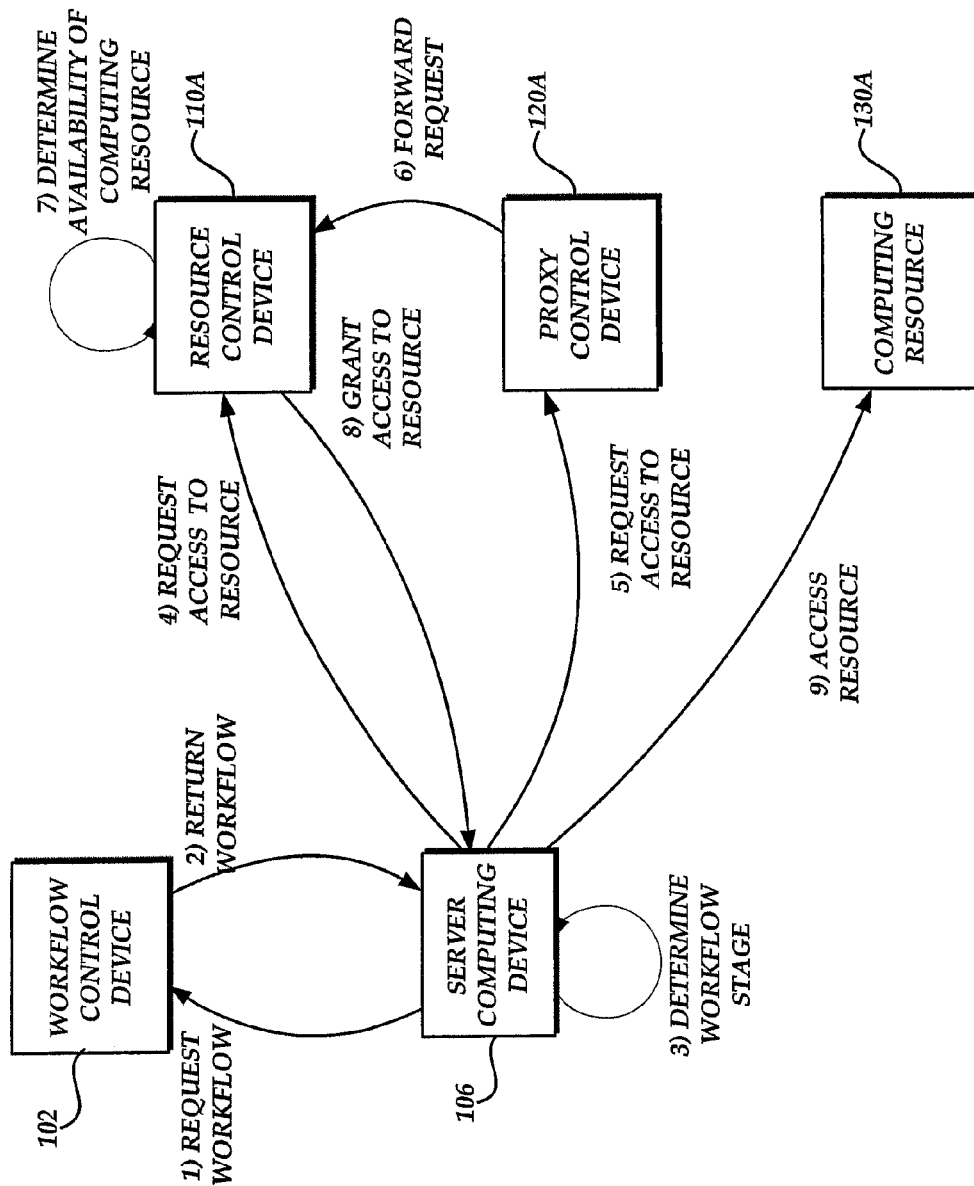 WORKFLOW
CONTROL
DEVICE
102
1) REQUEST
WORKFLOW
2) RETURN
WORKFLOW
SERVER
COMPUTING
DEVICE
106
3) DETERMINE
WORKFLOW
STAGE
4) REQUEST
ACCESS TO
RESOURCE
8) GRANT
ACCESS TO
RESOURCE
5) REQUEST
ACCESS TO
RESOURCE
9) ACCESS
RESOURCE
7) DETERMINE
AVAILABILITY OF
COMPUTING
RESOURCE
RESOURCE
CONTROL
DEVICE
110A
6) FORWARD
REQUEST
PROXY
CONTROL
DEVICE
120A
COMPUTING
RESOURCE
130A